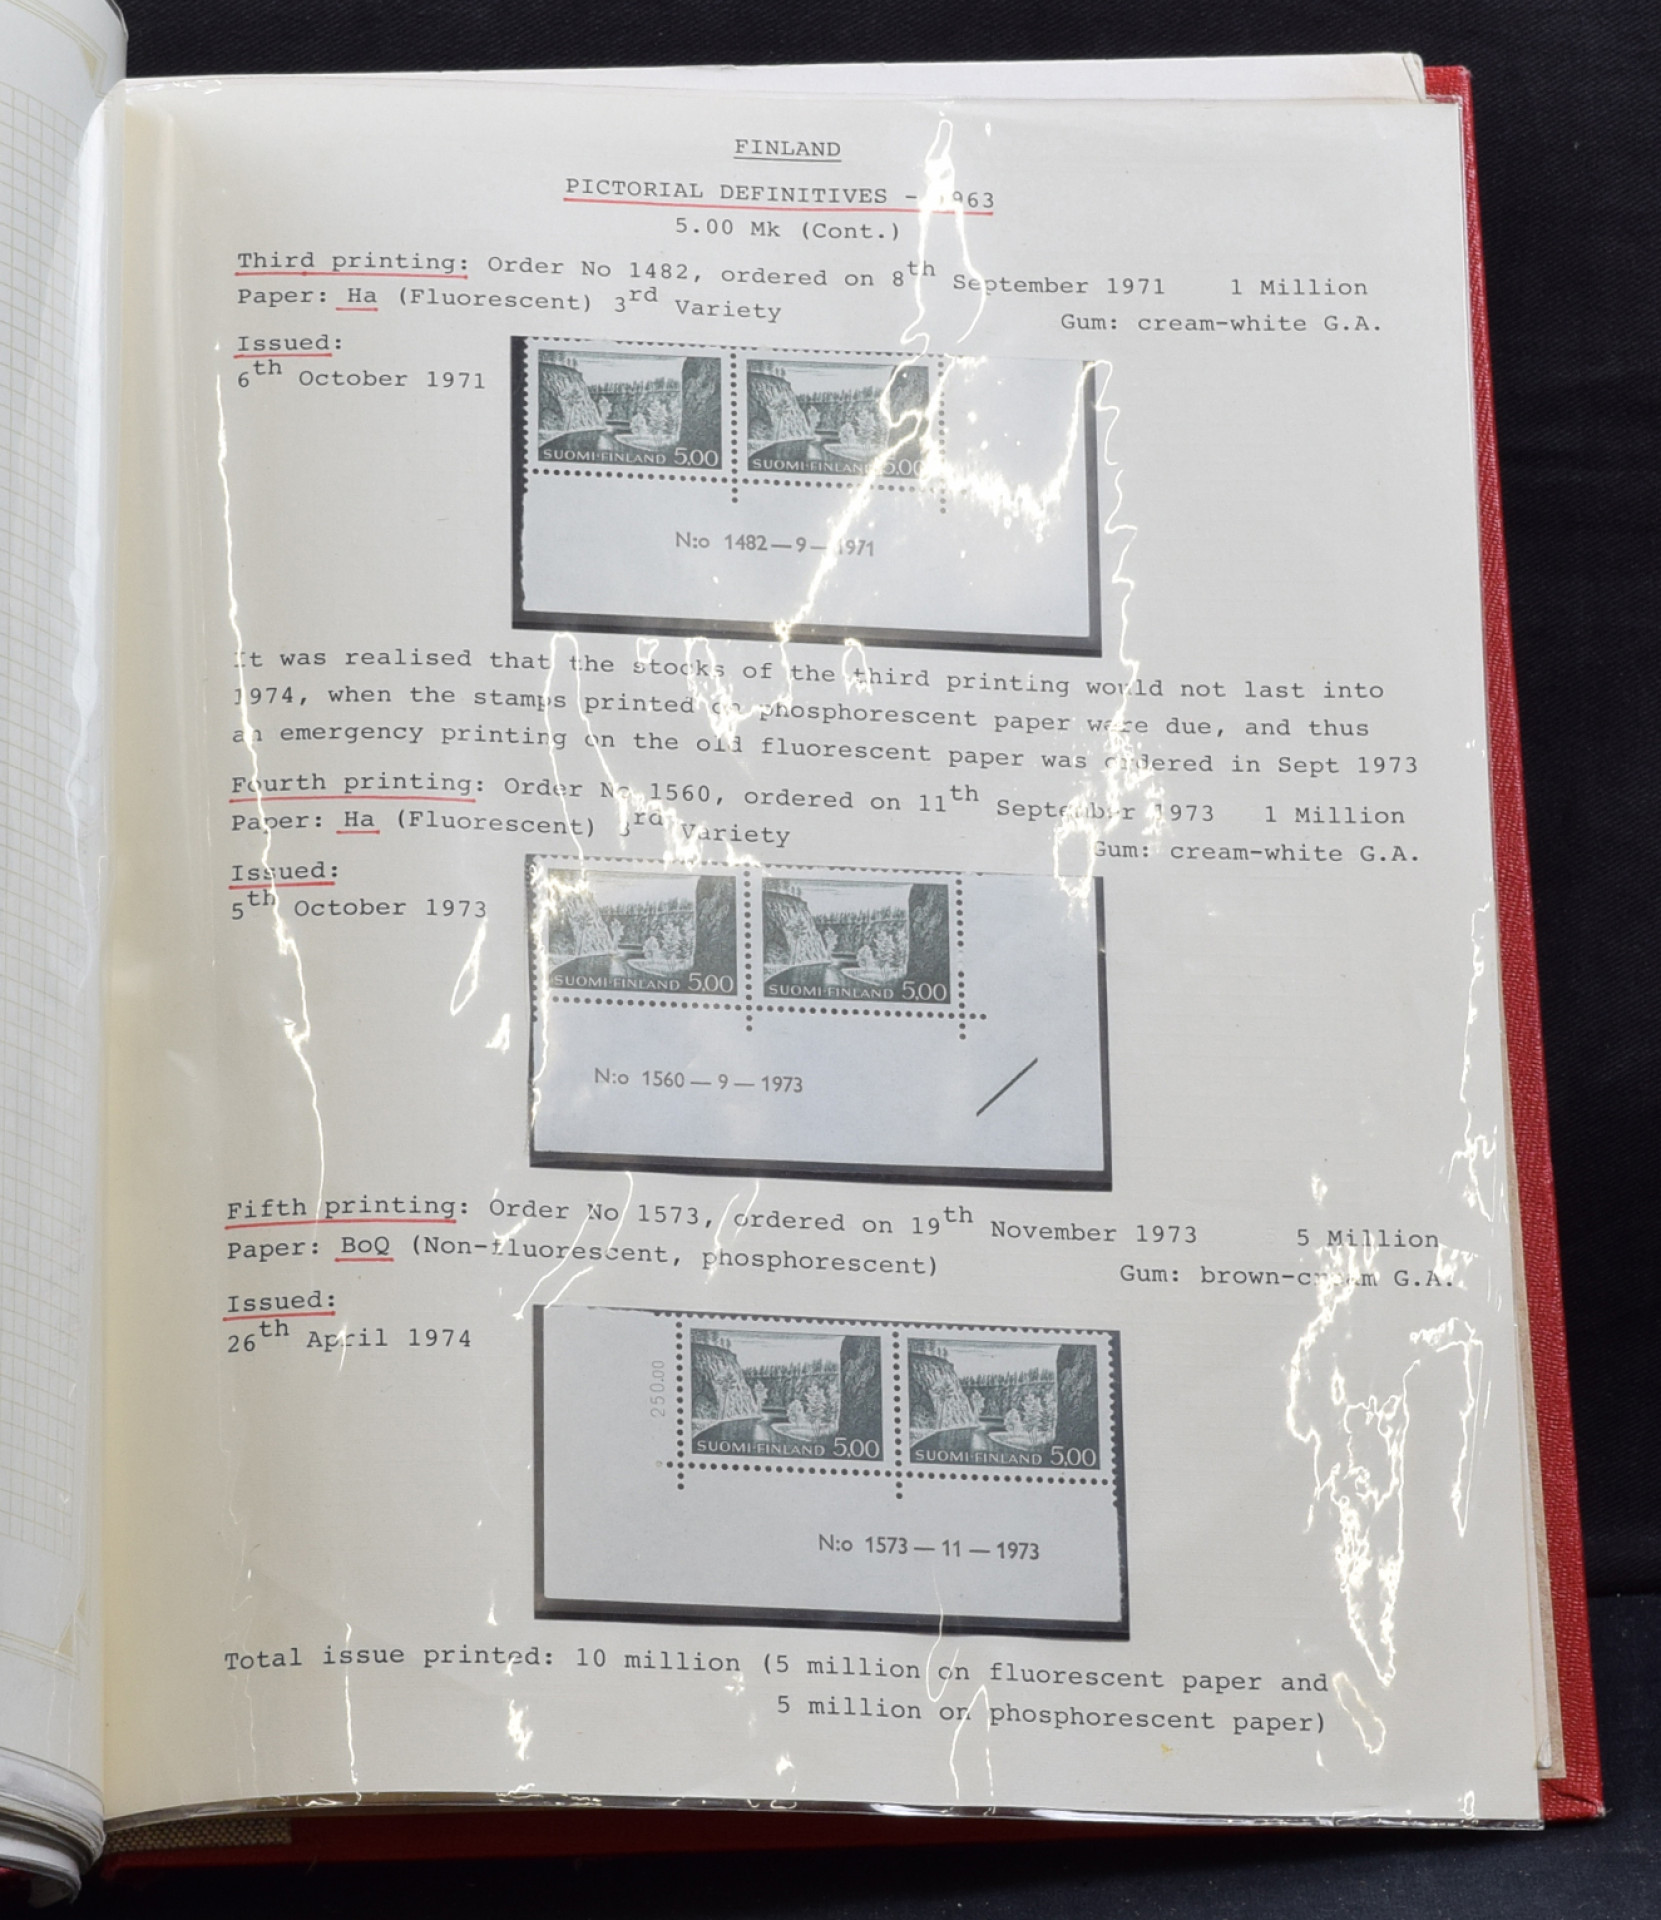 FINLAND
PICTORIAL DEFINITIVES - 1963
5.00 Mk (Cont.)
Third printing: Order No 1482, ordered on 8th September 1971 1 Million
Paper: Ha (Fluorescent) 3rd Variety
Gum: cream-white G.A.
Issued:
6th October 1971
SUOMI-FINLAND 5,00 SUOMI-FINLAND 5,00
N:o 1482—9—1971
It was realised that the stocks of the third printing would not last into
1974, when the stamps printed on phosphorescent paper were due, and thus
an emergency printing on the old fluorescent paper was ordered in Sept 1973
Fourth printing: Order No 1560, ordered on 11th September 1973 1 Million
Paper: Ha (Fluorescent) 3rd Variety
Gum: cream-white G.A.
Issued:
5th October 1973
SUOMI-FINLAND 5,00 SUOMI-FINLAND 5,00
N:o 1560—9—1973
Fifth printing: Order No 1573, ordered on 19th November 1973 5 Million
Paper: BoQ (Non-fluorescent, phosphorescent)
Gum: brown-cream G.A.
Issued:
26th April 1974
250.00
SUOMI-FINLAND 5,00 SUOMI-FINLAND 5,00
N:o 1573—11—1973
Total issue printed: 10 million (5 million on fluorescent paper and
5 million on phosphorescent paper)